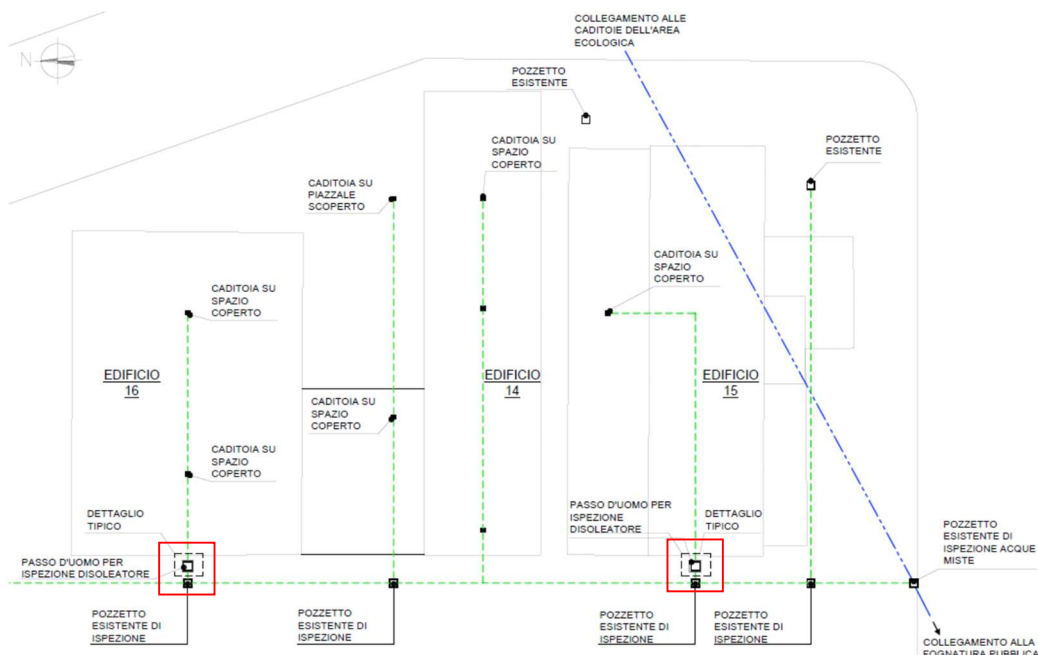 COLLEGAMENTO ALLE
CADITOIE DELL'AREA
ECOLOGICA
N
POZZETTO
ESISTENTE
CADITOIA SU
SPAZIO
COPERTO
POZZETTO
ESISTENTE
CADITOIA SU
PIAZZALE
SCOPERTO
CADITOIA SU
SPAZIO
COPERTO
CADITOIA SU
SPAZIO
COPERTO
EDIFICIO
16
EDIFICIO
14
EDIFICIO
15
CADITOIA SU
SPAZIO
COPERTO
CADITOIA SU
SPAZIO
COPERTO
DETTAGLIO
TIPICO
PASSO D'UOMO PER
ISPEZIONE DISOLEATORE
PASSO D'UOMO PER
ISPEZIONE
DISOLEATORE
DETTAGLIO
TIPICO
POZZETTO
ESISTENTE DI
ISPEZIONE ACQUE
MISTE
POZZETTO
ESISTENTE DI
ISPEZIONE
POZZETTO
ESISTENTE DI
ISPEZIONE
POZZETTO
ESISTENTE DI
ISPEZIONE
POZZETTO
ESISTENTE DI
ISPEZIONE
COLLEGAMENTO ALLA
FOGNATURA PUBBLICA